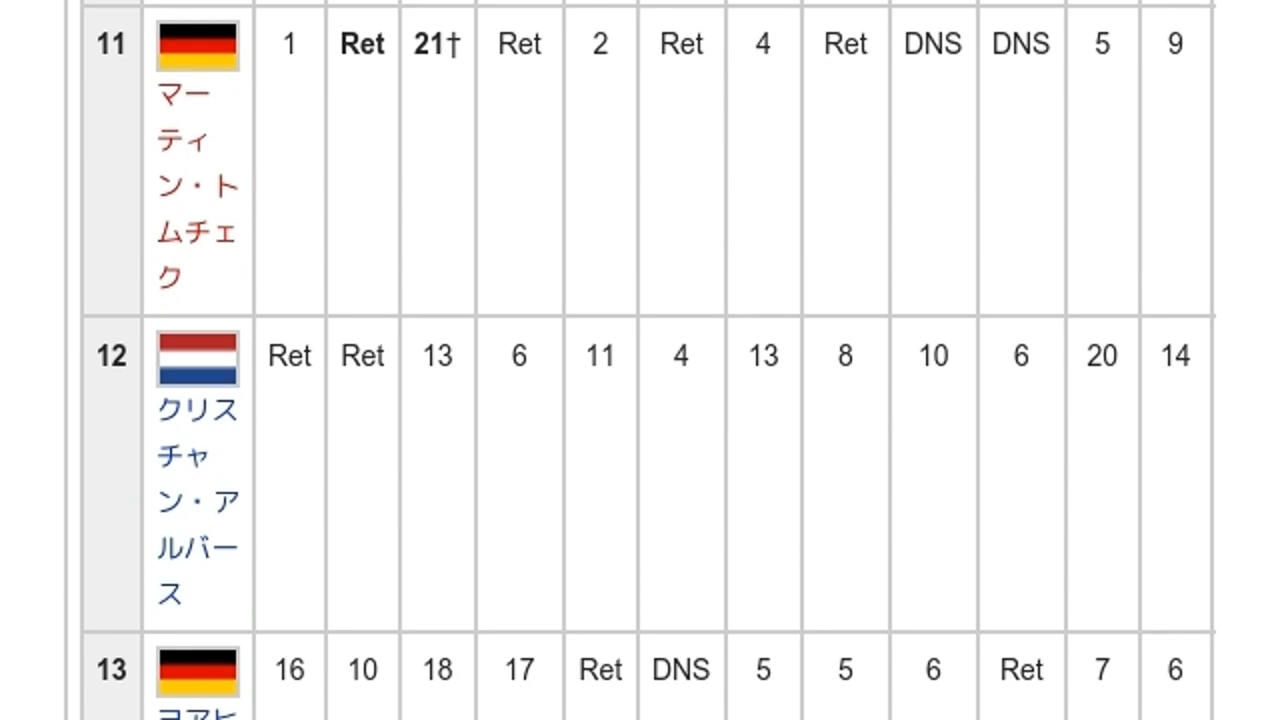 11 1 Ret 21† Ret 2 Ret 4 Ret DNS DNS 5 9
マー
ティ
ン・ト
ムチェ
ク
12 Ret Ret 13 6 11 4 13 8 10 6 20 14
クリス
チャ
ン・ア
ルバー
ス
13 16 10 18 17 Ret DNS 5 5 6 Ret 7 6
ヨアヒ